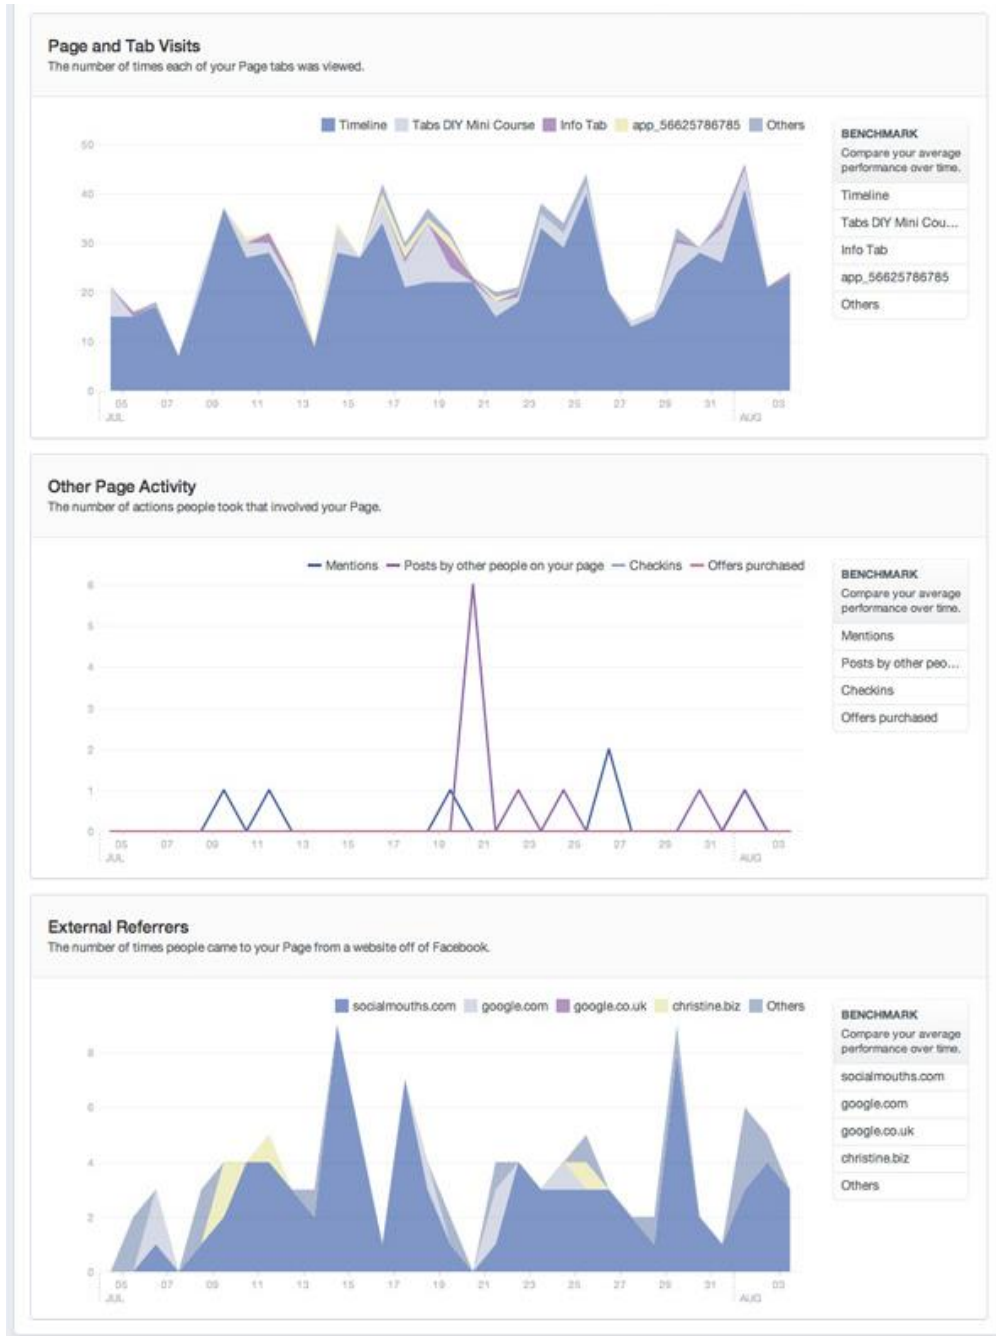 Page and Tab Visits
The number of times each of your Page tabs was viewed.
Timeline Tabs DIY Mini Course Info Tab app_56625786785 Others
BENCHMARK
Compare your average
performance over time.
Timeline
Tabs DIY Mini Cou...
Info Tab
app_56625786785
Others
50
40
30
20
10
0
05 07 09 11 13 15 17 19 21 23 25 27 29 31 03
JUL AUG
Other Page Activity
The number of actions people took that involved your Page.
Mentions Posts by other people on your page Checkins Offers purchased
BENCHMARK
Compare your average
performance over time.
Mentions
Posts by other peo...
Checkins
Offers purchased
6
5
4
3
2
1
0
05 07 09 11 13 15 17 19 21 23 25 27 29 31 03
JUL AUG
External Referrers
The number of times people came to your Page from a website off of Facebook.
socialmouths.com google.com google.co.uk christine.biz Others
BENCHMARK
Compare your average
performance over time.
socialmouths.com
google.com
google.co.uk
christine.biz
Others
8
6
4
2
0
05 07 09 11 13 15 17 19 21 23 25 27 29 31 03
JUL AUG